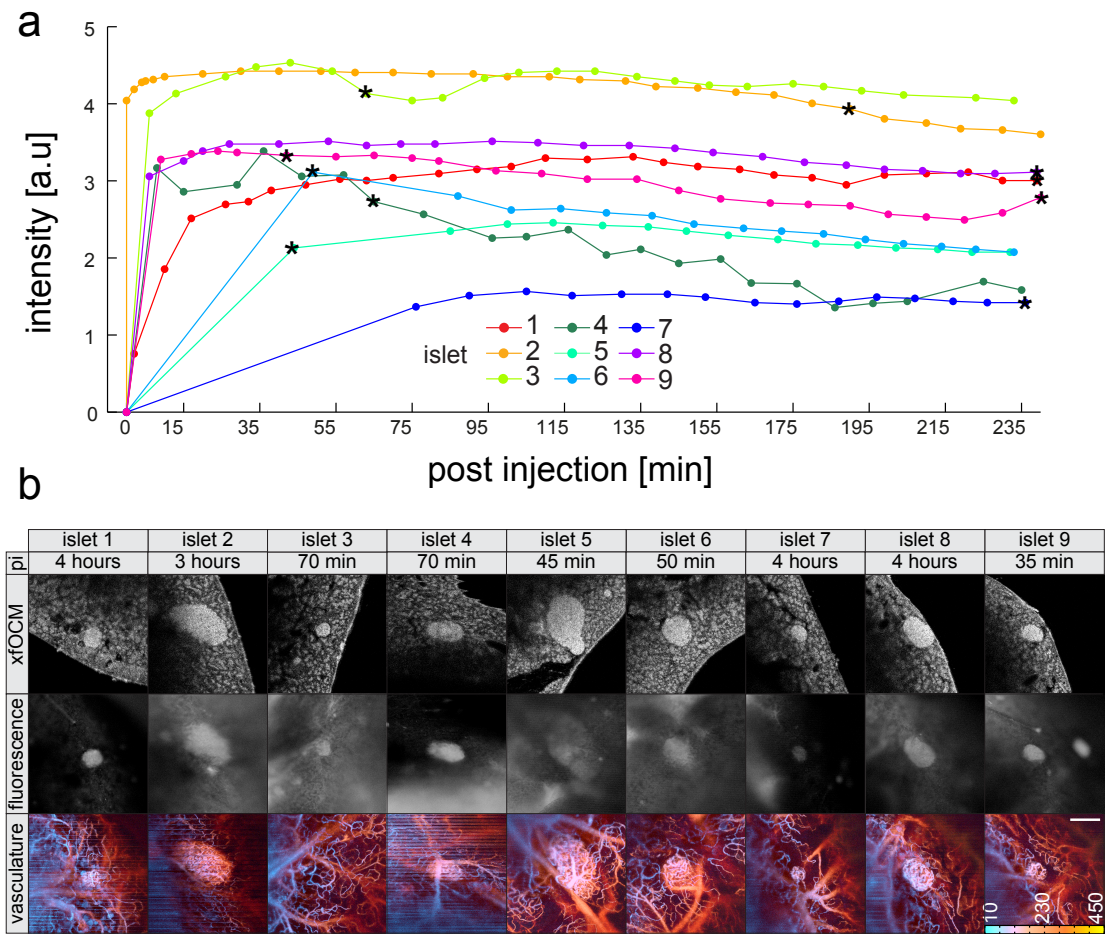 a
5
4
3
2
1
0
intensity [a.u]
0 15 35 55 75 95 115 135 155 175 195 215 235
post injection [min]
islet
1 4 7
2 5 8
3 6 9
b
islet 1 islet 2 islet 3 islet 4 islet 5 islet 6 islet 7 islet 8 islet 9
pi 4 hours 3 hours 70 min 70 min 45 min 50 min 4 hours 4 hours 35 min
xfOCM
fluorescence
vasculature
10 230 450